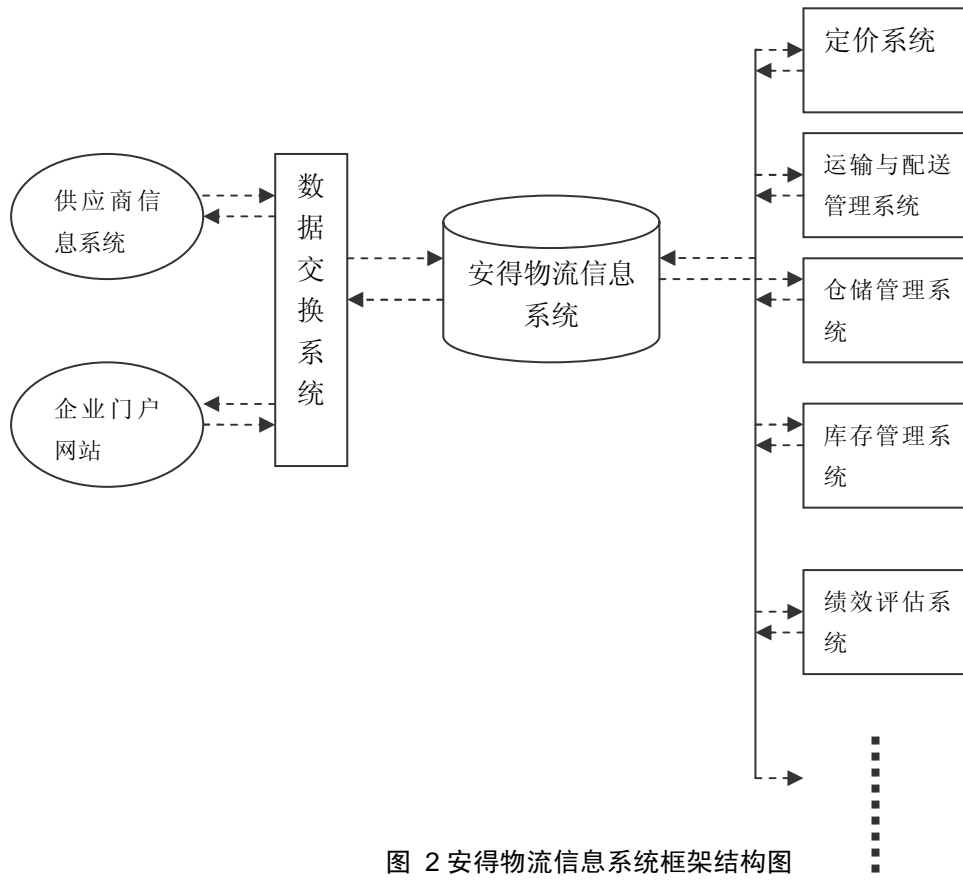 定价系统
运输与配送
管理系统
供应商信
息系统
数
据
交
换
系
统
安得物流信息
系统
仓储管理系
统
企业门户
网站
库存管理系
统
绩效评估系
统
图 2 安得物流信息系统框架结构图